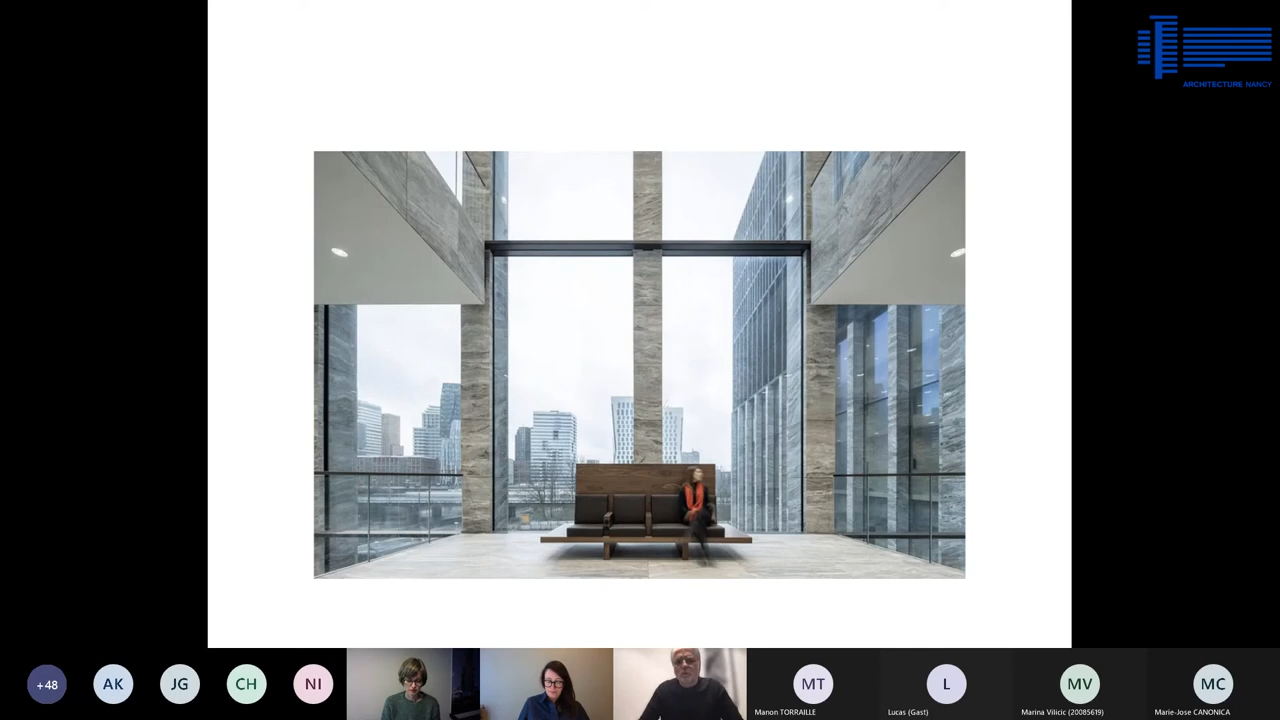 ARCHITECTURE NANCY
+48
AK
JG
CH
NI
MT
L
MV
MC
Manon TORRAILLE
Lucas (Gast)
Marina Vilicic (20085619)
Marie-Jose CANONICA